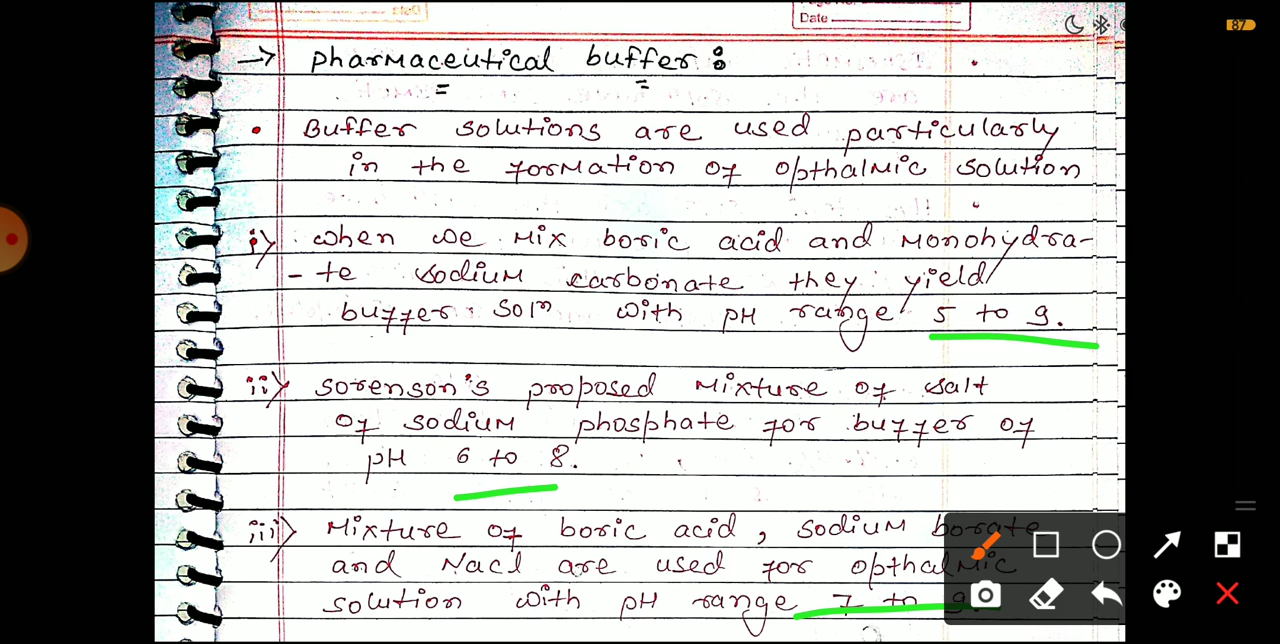 Date
87
→ pharmaceutical buffer:
• Buffer solutions are used particularly
in the formation of opthalmic solution
i) when we mix boric acid and monohydra-
- te sodium carbonate they yield
buffer soln with pH range 5 to 9.
ii) Sorenson's proposed mixture of salt
of sodium phosphate for buffer of
pH 6 to 8.
iii) Mixture of boric acid, sodium borate
and Nacl are used for opthalmic
solution with pH range 7 to 9